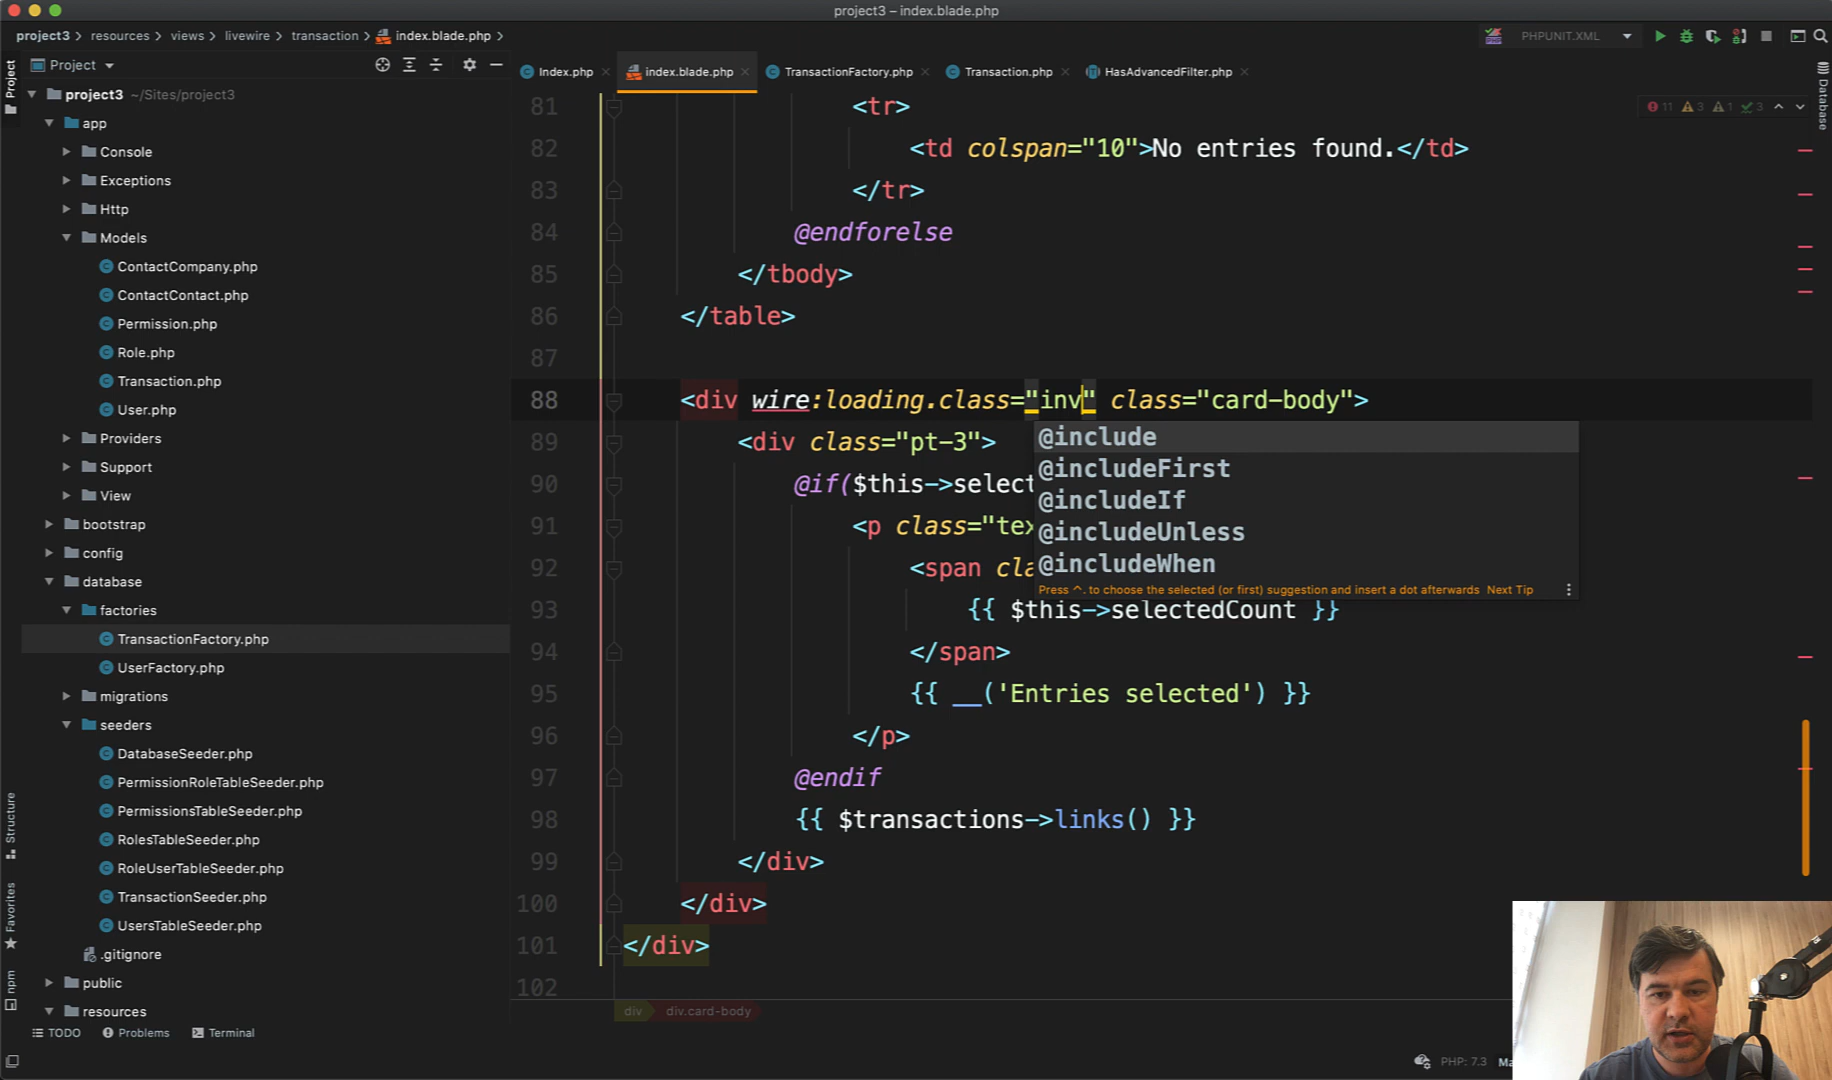 project3 – index.blade.php
project3 resources views livewire transaction index.blade.php PHPUNIT.XML
Project Project Index.php index.blade.php TransactionFactory.php Transaction.php HasAdvancedFilter.php Database
project3 ~/Sites/project3
app
Console
Exceptions
Http
Models
ContactCompany.php
ContactContact.php
Permission.php
Role.php
Transaction.php
User.php
Providers
Support
View
bootstrap
config
database
factories
TransactionFactory.php
UserFactory.php
migrations
seeders
DatabaseSeeder.php
PermissionRoleTableSeeder.php
PermissionsTableSeeder.php
RolesTableSeeder.php
RoleUserTableSeeder.php
TransactionSeeder.php
UsersTableSeeder.php
.gitignore
public
resources
Structure
Favorites
npm
11 3 1 3
81 <tr>
82 <td colspan="10">No entries found.</td>
83 </tr>
84 @endforelse
85 </tbody>
86 </table>
87
88 <div wire:loading.class="inv" class="card-body">
89 <div class="pt-3">
90 @if($this->select
91 <p class="tex
92 <span cla
93 {{ $this->selectedCount }}
94 </span>
95 {{ __('Entries selected') }}
96 </p>
97 @endif
98 {{ $transactions->links() }}
99 </div>
100 </div>
101 </div>
102
@include
@includeFirst
@includeIf
@includeUnless
@includeWhen
Press ^. to choose the selected (or first) suggestion and insert a dot afterwards Next Tip
div div.card-body
TODO Problems Terminal
PHP: 7.3